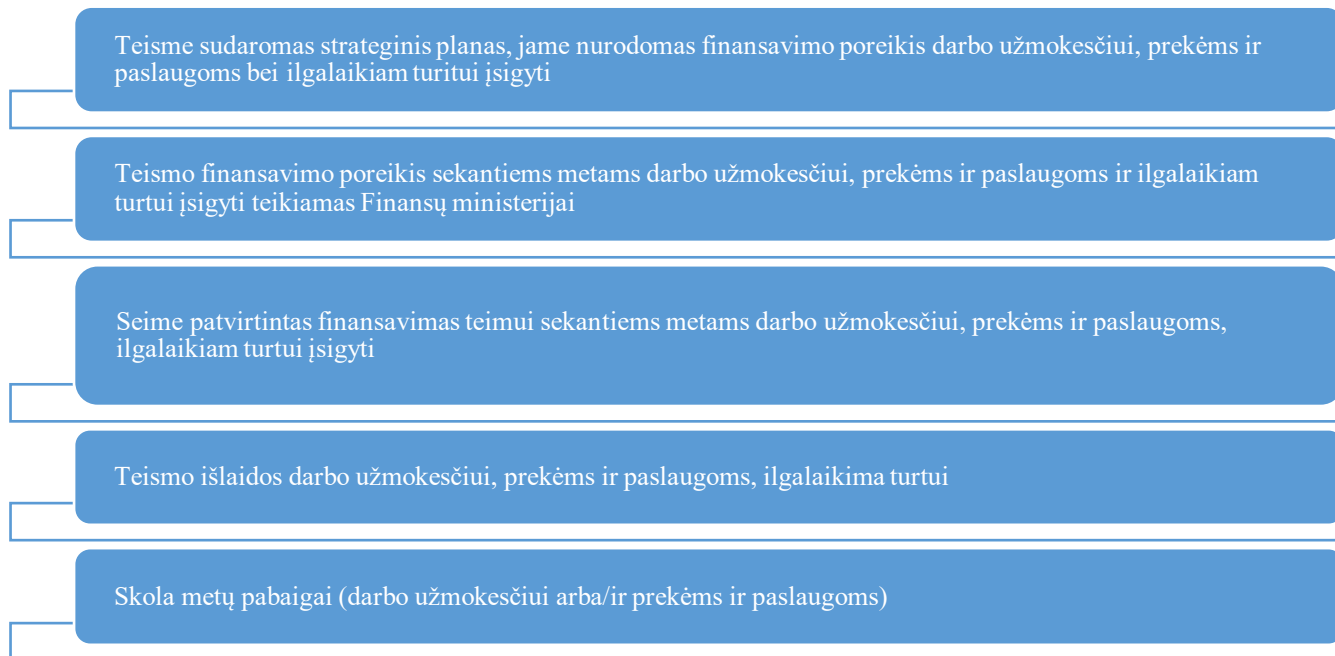 Teisme sudaromas strateginis planas, jame nurodomas finansavimo poreikis darbo užmokesčiui, prekėms ir
paslaugoms bei ilgalaikiam turitui įsigyti
Teismo finansavimo poreikis sekantiems metams darbo užmokesčiui, prekėms ir paslaugoms ir ilgalaikiam
turtui įsigyti teikiamas Finansų ministerijai
Seime patvirtintas finansavimas teimui sekantiems metams darbo užmokesčiui, prekėms ir paslaugoms,
ilgalaikiam turtui įsigyti
Teismo išlaidos darbo užmokesčiui, prekėms ir paslaugoms, ilgalaikima turtui
Skola metų pabaigai (darbo užmokesčiui arba/ir prekėms ir paslaugoms)